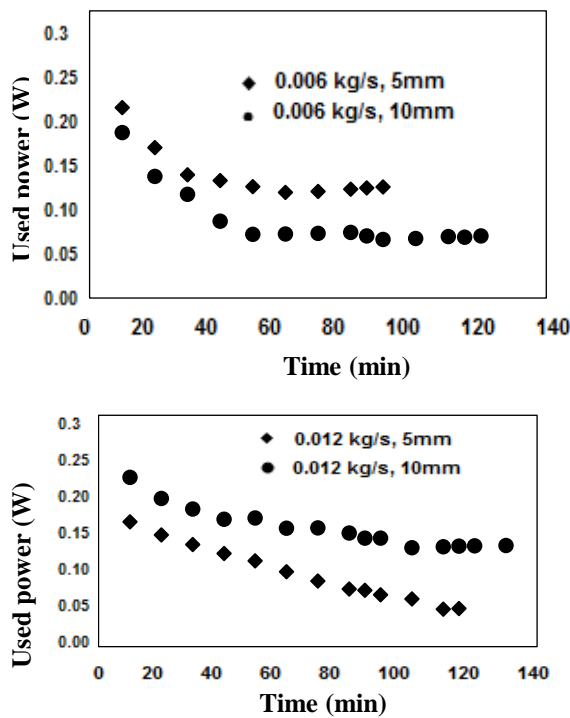 0.3
0.25
0.20
0.15
0.10
0.05
0.00
Used power (W)
0.006 kg/s, 5mm
0.006 kg/s, 10mm
0 20 40 60 80 100 120 140
Time (min)
0.3
0.25
0.20
0.15
0.10
0.05
0.00
Used power (W)
0.012 kg/s, 5mm
0.012 kg/s, 10mm
0 20 40 60 80 100 120 140
Time (min)